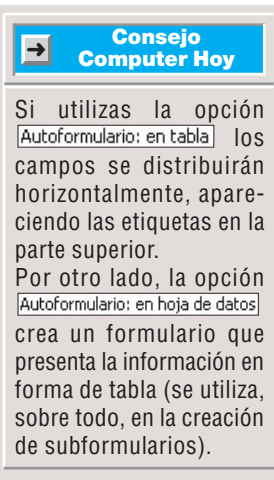 Consejo
Computer Hoy
Si utilizas la opción
Autoformulario: en tabla los
campos se distribuirán
horizontalmente, apare-
ciendo las etiquetas en la
parte superior.
Por otro lado, la opción
Autoformulario: en hoja de datos
crea un formulario que
presenta la información en
forma de tabla (se utiliza,
sobre todo, en la creación
de subformularios).